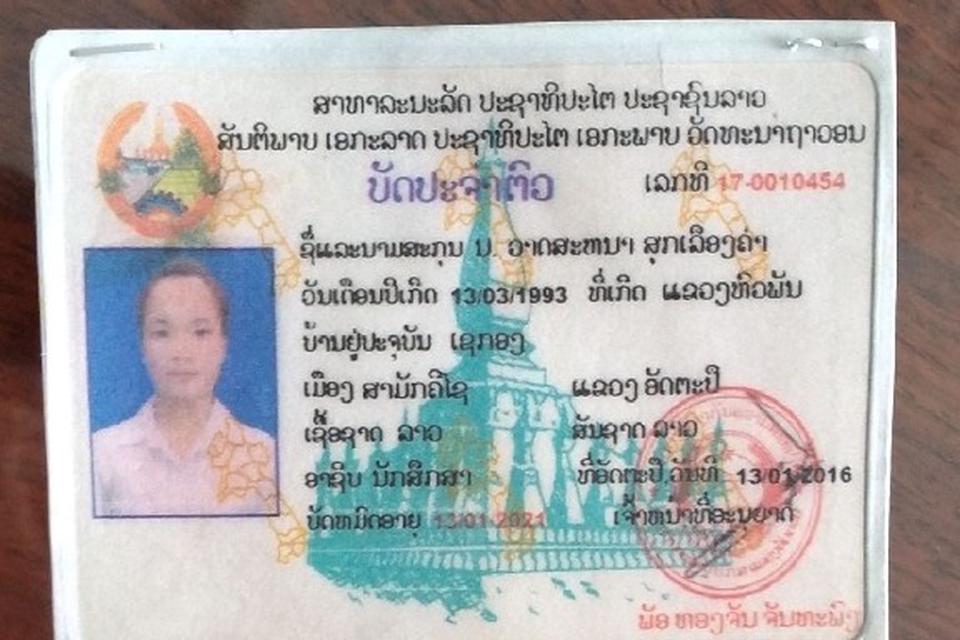 ສາທາລະນະລັດ ປະຊາທິປະໄຕ ປະຊາຊົນລາວ
ສັນຕິພາບ ເອກະລາດ ປະຊາທິປະໄຕ ເອກະພາບ ວັດທະນາຖາວອນ
ບັດປະຈຳຕົວ ເລກທີ 17-0010454
ຊື່ແລະນາມສະກຸນ ນ. ວາດສະຫນາ ສຸກເລືອງຄຳ
ວັນເດືອນປີເກີດ 13/03/1993 ທີ່ເກີດ ແຂວງຫົວພັນ
ບ້ານຢູ່ປະຈຸບັນ ເຊກອງ
ເມືອງ ສາມັກຄີໄຊ ແຂວງ ອັດຕະປື
ເຊື້ອຊາດ ລາວ ສັນຊາດ ລາວ
ອາຊີບ ນັກສຶກສາ ທີ່ອັດຕະປື,ວັນທີ 13/01/2016
ບັດຫມົດອາຍຸ 13/01/2021 ເຈົ້າຫນ້າທີ່ອະນຸຍາດ
ພັອ ທອງຈັນ ຈັນທະພົງ